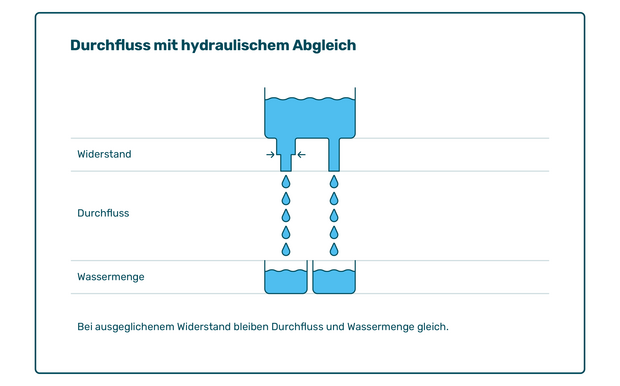 Durchfluss mit hydraulischem Abgleich
Widerstand
Durchfluss
Wassermenge
Bei ausgeglichenem Widerstand bleiben Durchfluss und Wassermenge gleich.